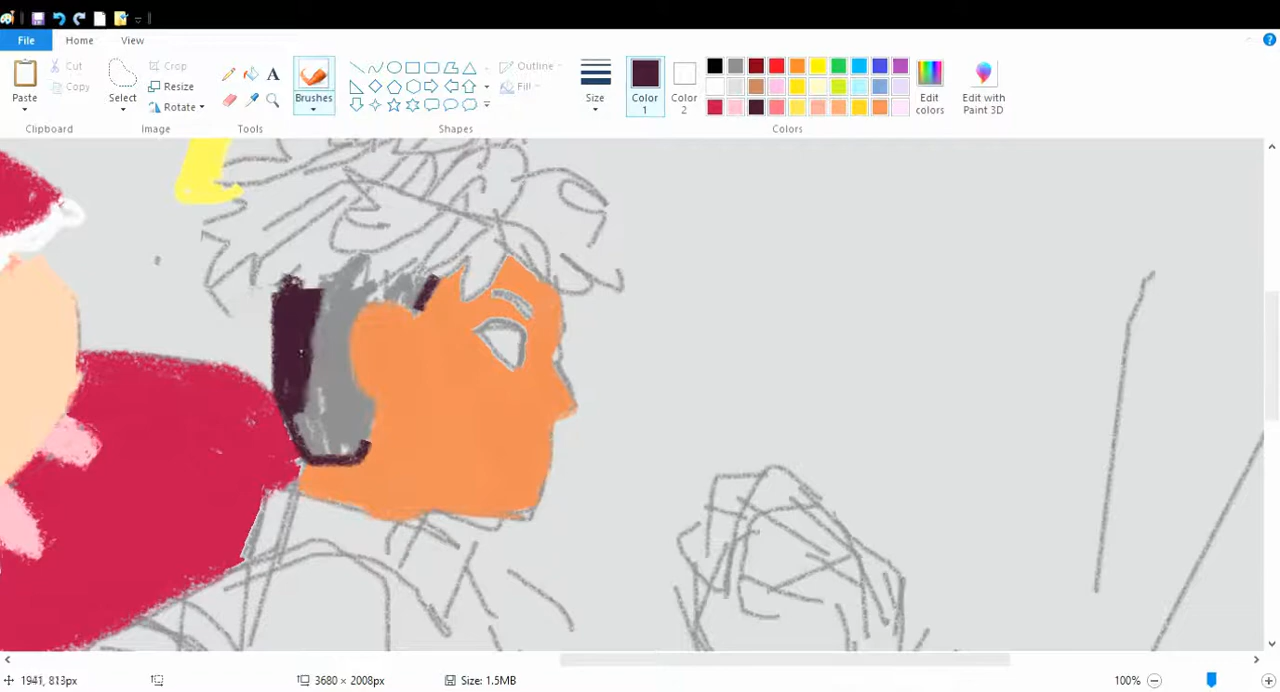 File Home View
Paste Cut Copy
Select Crop Resize Rotate
A
Brushes
Outline
Fill
Size
Color 1
Color 2
Edit colors
Edit with Paint 3D
Clipboard Image Tools Shapes Colors
1941, 813px 3680 × 2008px Size: 1.5MB 100%